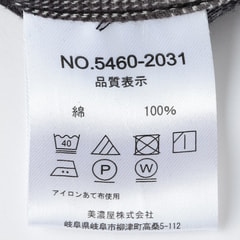 NO.5460-2031
品質表示
綿 100%
40
P W
アイロンあて布使用
美濃屋株式会社
岐阜県岐阜市柳津町高桑5-112